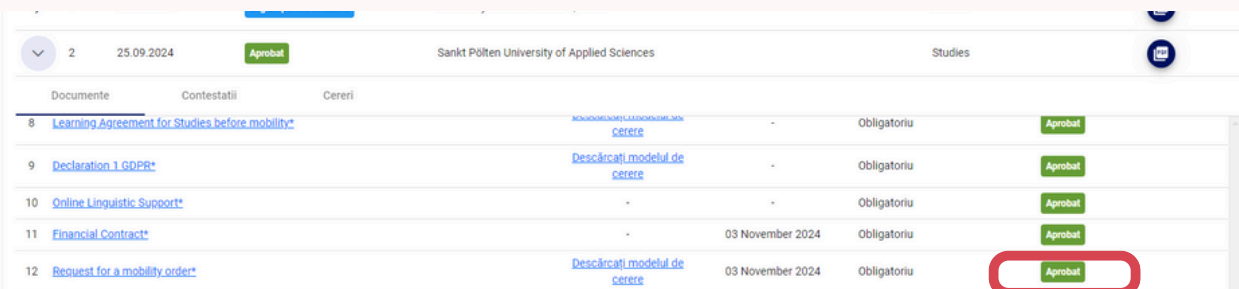 2 25.09.2024 Aprobat Sankt Pölten University of Applied Sciences Studies PDF
Documente Contestatii Cereri
8 Learning Agreement for Studies before mobility* Descărcați modelul de - Obligatoriu Aprobat
cerere
9 Declaration 1 GDPR* Descărcați modelul de - Obligatoriu Aprobat
cerere
10 Online Linguistic Support* - - Obligatoriu Aprobat
11 Financial Contract* - 03 November 2024 Obligatoriu Aprobat
12 Request for a mobility order* Descărcați modelul de 03 November 2024 Obligatoriu Aprobat
cerere